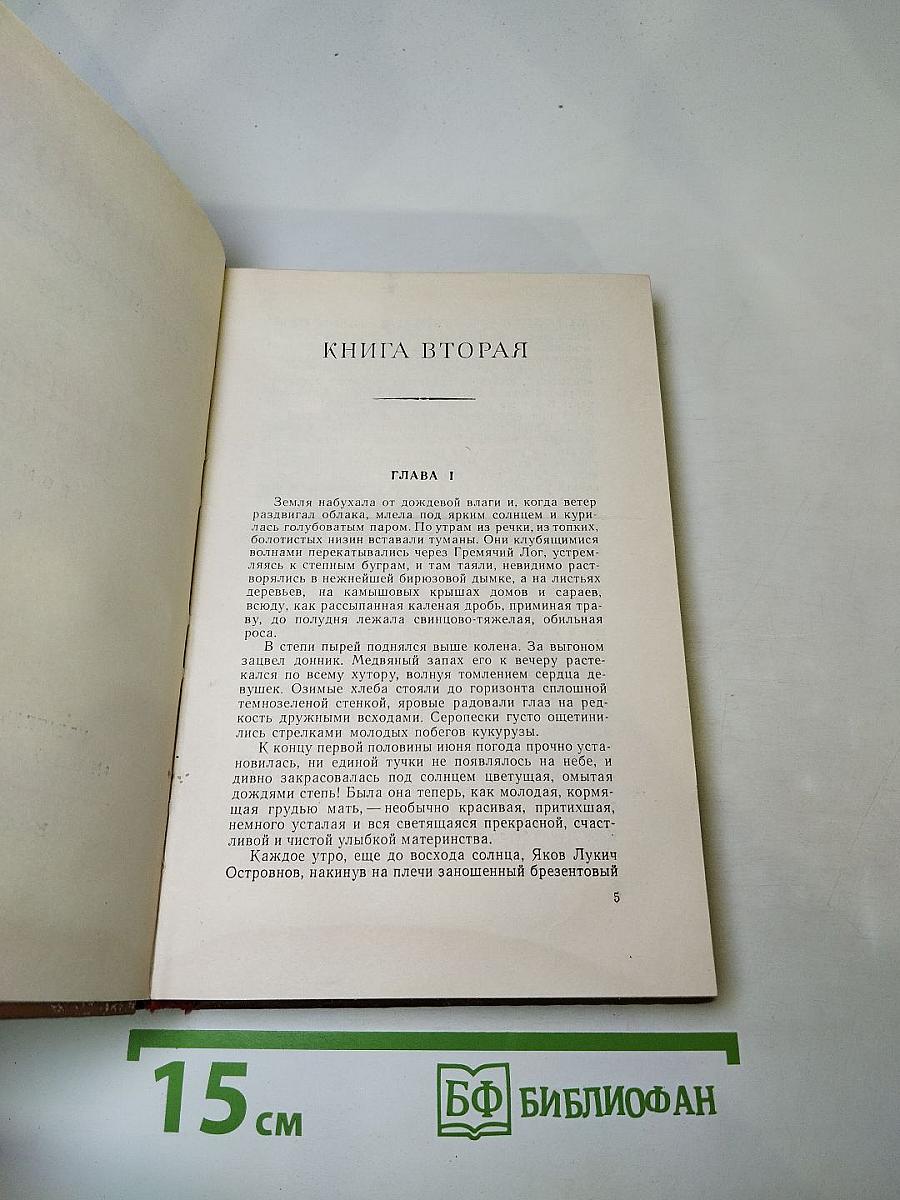 КНИГА ВТОРАЯ
ГЛАВА I
Земля набухала от дождевой влаги и, когда ветер
раздвигал облака, млела под ярким солнцем и кури-
лась голубоватым паром. По утрам из речки, из топких,
болотистых низин вставали туманы. Они клубящимися
волнами перекатывались через Гремячий Лог, устрем-
ляясь к степным буграм, и там таяли, невидимо раст-
ворялись в нежнейшей бирюзовой дымке, а на листьях
деревьев, на камышовых крышах домов и сараев,
всюду, как рассыпанная каленая дробь, приминая тра-
ву, до полудня лежала свинцово-тяжелая, обильная
роса.
В степи пырей поднялся выше колена. За выгоном
зацвел донник. Медвяный запах его к вечеру расте-
кался по всему хутору, волнуя томлением сердца де-
вушек. Озимые хлеба стояли до горизонта сплошной
темнозеленой стенкой, яровые радовали глаз на ред-
кость дружными всходами. Серопески густо ощетини-
лись стрелками молодых побегов кукурузы.
К концу первой половины июня погода прочно уста-
новилась, ни единой тучки не появлялось на небе, и
дивно закрасовалась под солнцем цветущая, омытая
дождями степь! Была она теперь, как молодая, кормя-
щая грудью мать, — необычно красивая, притихшая,
немного усталая и вся светящаяся прекрасной, счаст-
ливой и чистой улыбкой материнства.
Каждое утро, еще до восхода солнца, Яков Лукич
Островнов, накинув на плечи заношенный брезентовый
5
15 см
БФ БИБЛИОФАН